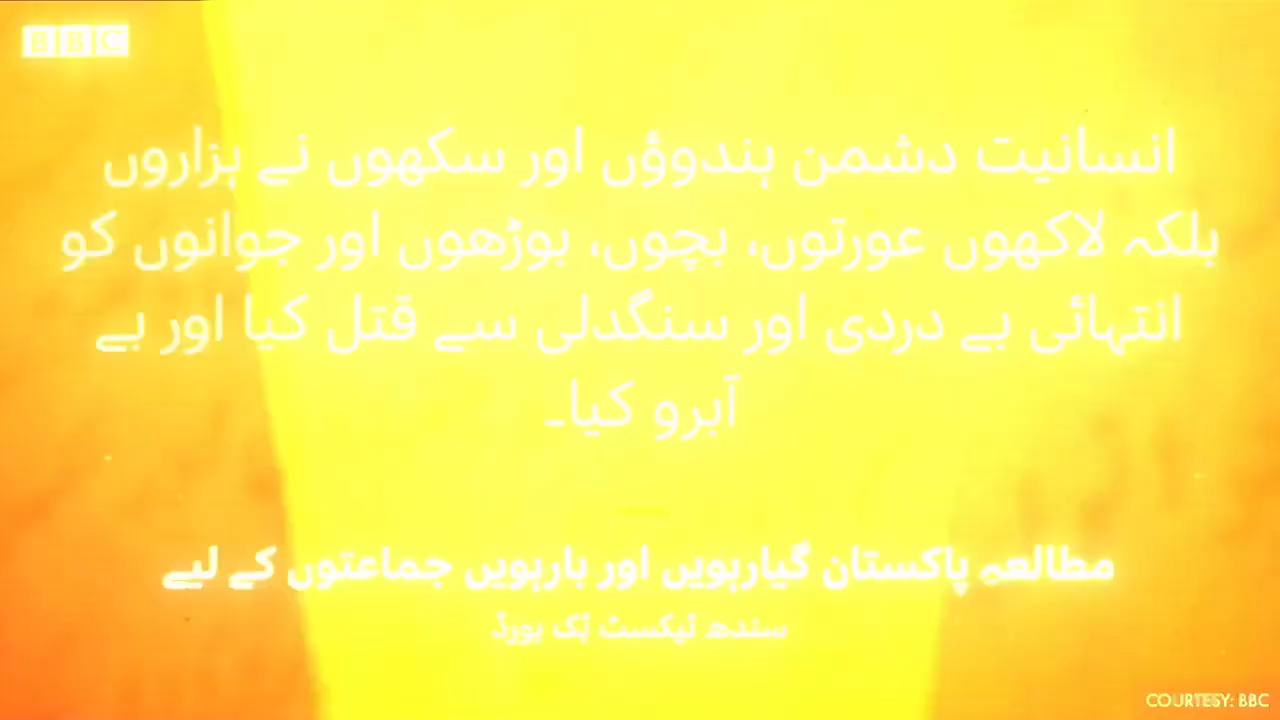 BBC
انسانیت دشمن ہندوؤں اور سکھوں نے ہزاروں
بلکہ لاکھوں عورتوں، بچوں، بوڑھوں اور جوانوں کو
انتہائی بے دردی اور سنگدلی سے قتل کیا اور بے
آبرو کیا۔
مطالعہِ پاکستان گیارہویں اور بارہویں جماعتوں کے لیے
سندھ ٹیکسٹ بُک بورڈ
COURTESY: BBC